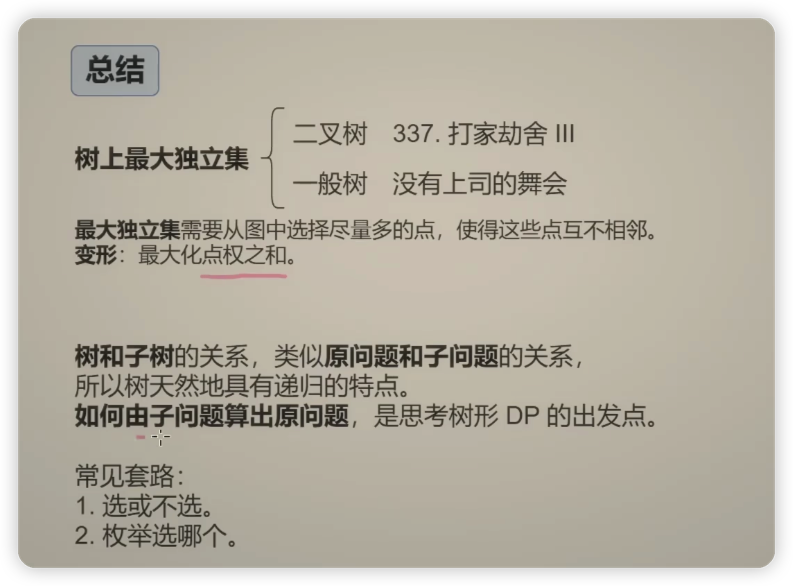 总结
树上最大独立集
二叉树 337. 打家劫舍 III
一般树 没有上司的舞会
最大独立集需要从图中选择尽量多的点，使得这些点互不相邻。
变形：最大化点权之和。
树和子树的关系，类似原问题和子问题的关系，
所以树天然地具有递归的特点。
如何由子问题算出原问题，是思考树形 DP 的出发点。
常见套路：
1. 选或不选。
2. 枚举选哪个。